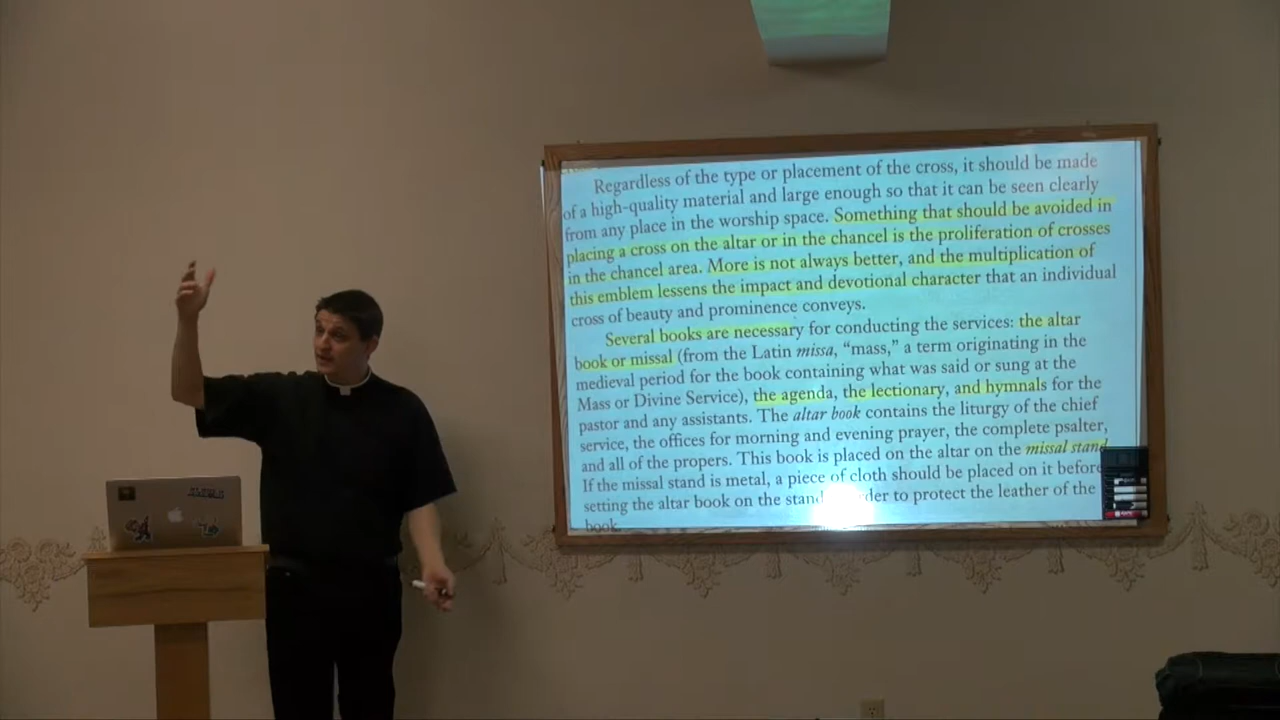 Regardless of the type or placement of the cross, it should be made
of a high-quality material and large enough so that it can be seen clearly
from any place in the worship space. Something that should be avoided in
placing a cross on the altar or in the chancel is the proliferation of crosses
in the chancel area. More is not always better, and the multiplication of
this emblem lessens the impact and devotional character that an individual
cross of beauty and prominence conveys.
Several books are necessary for conducting the services: the altar
book or missal (from the Latin missa, “mass,” a term originating in the
medieval period for the book containing what was said or sung at the
Mass or Divine Service), the agenda, the lectionary, and hymnals for the
pastor and any assistants. The altar book contains the liturgy of the chief
service, the offices for morning and evening prayer, the complete psalter,
and all of the propers. This book is placed on the altar on the missal stand
If the missal stand is metal, a piece of cloth should be placed on it before
setting the altar book on the stand to protect the leather of the
book.